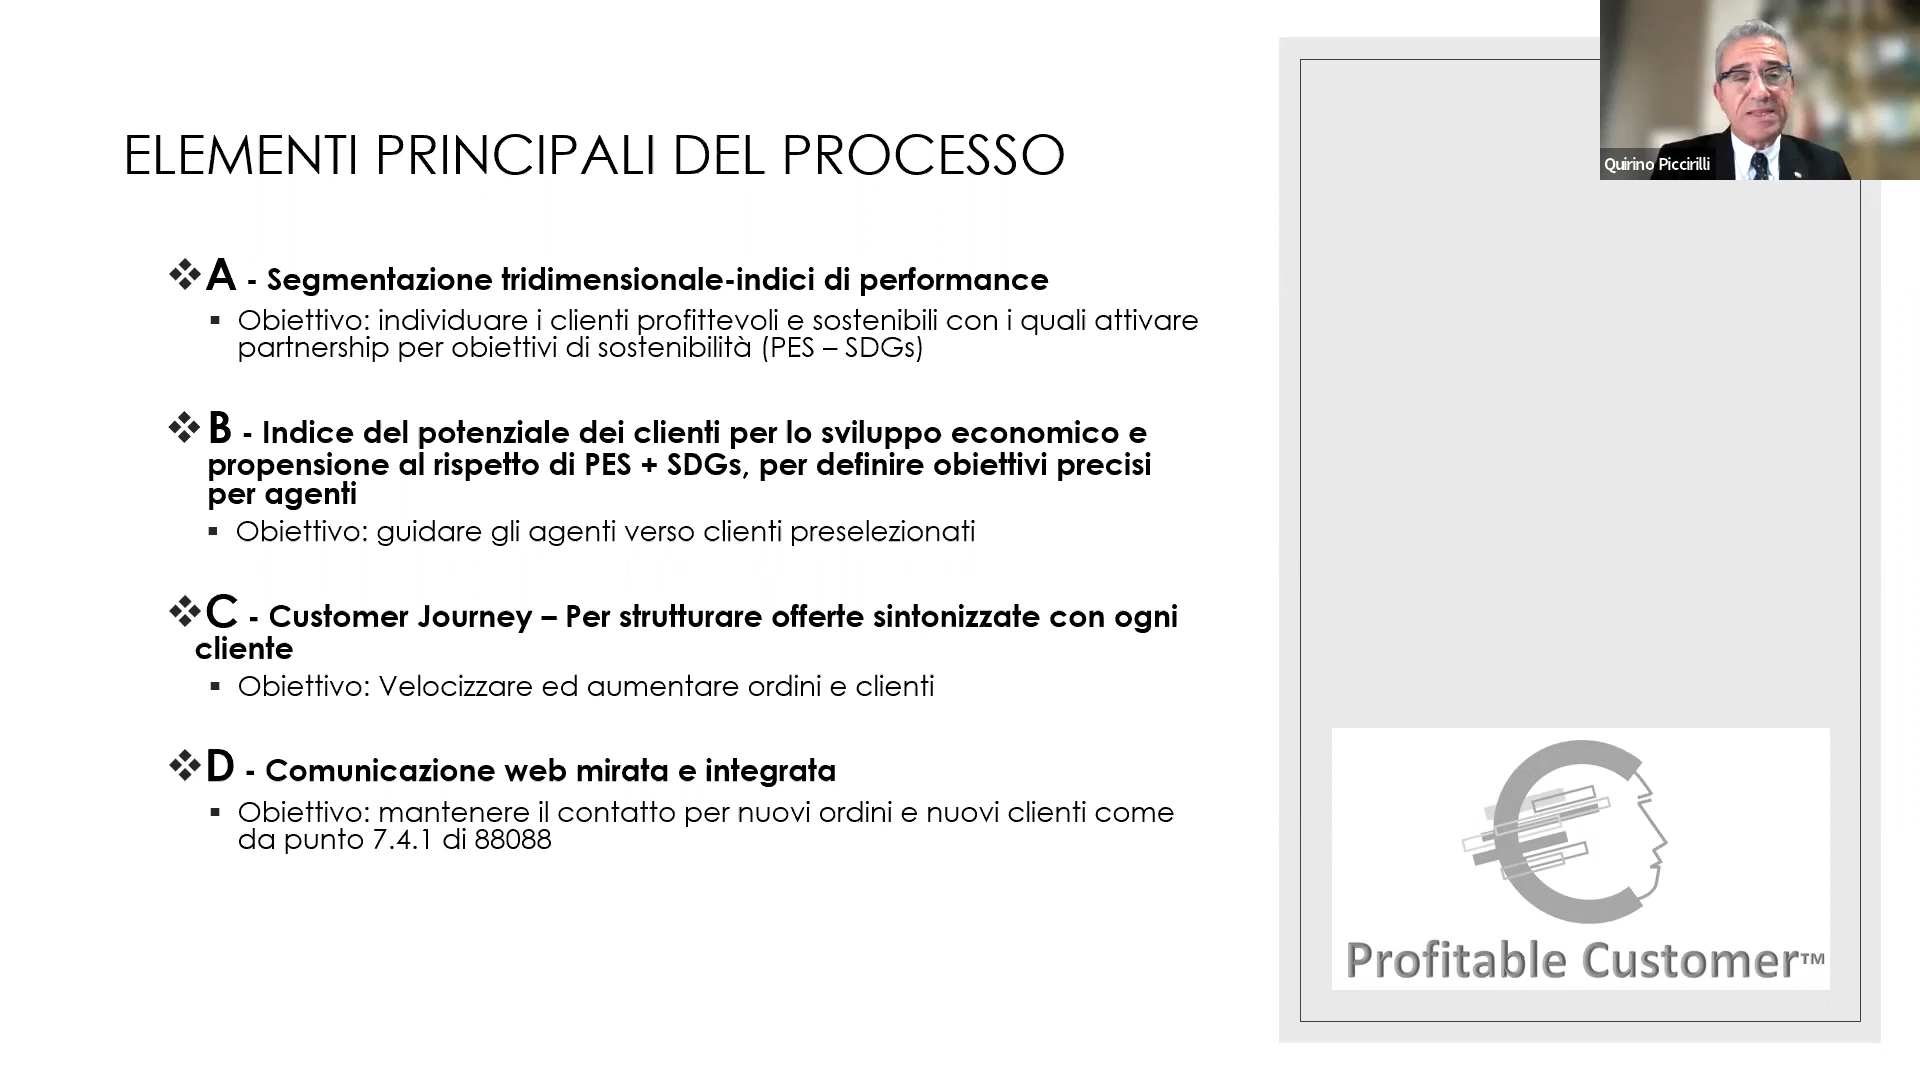 Quirino Piccirilli
ELEMENTI PRINCIPALI DEL PROCESSO
A - Segmentazione tridimensionale-indici di performance
Obiettivo: individuare i clienti profittevoli e sostenibili con i quali attivare
partnership per obiettivi di sostenibilità (PES – SDGs)
B - Indice del potenziale dei clienti per lo sviluppo economico e
propensione al rispetto di PES + SDGs, per definire obiettivi precisi
per agenti
Obiettivo: guidare gli agenti verso clienti preselezionati
C - Customer Journey – Per strutturare offerte sintonizzate con ogni
cliente
Obiettivo: Velocizzare ed aumentare ordini e clienti
D - Comunicazione web mirata e integrata
Obiettivo: mantenere il contatto per nuovi ordini e nuovi clienti come
da punto 7.4.1 di 88088
Profitable Customer™